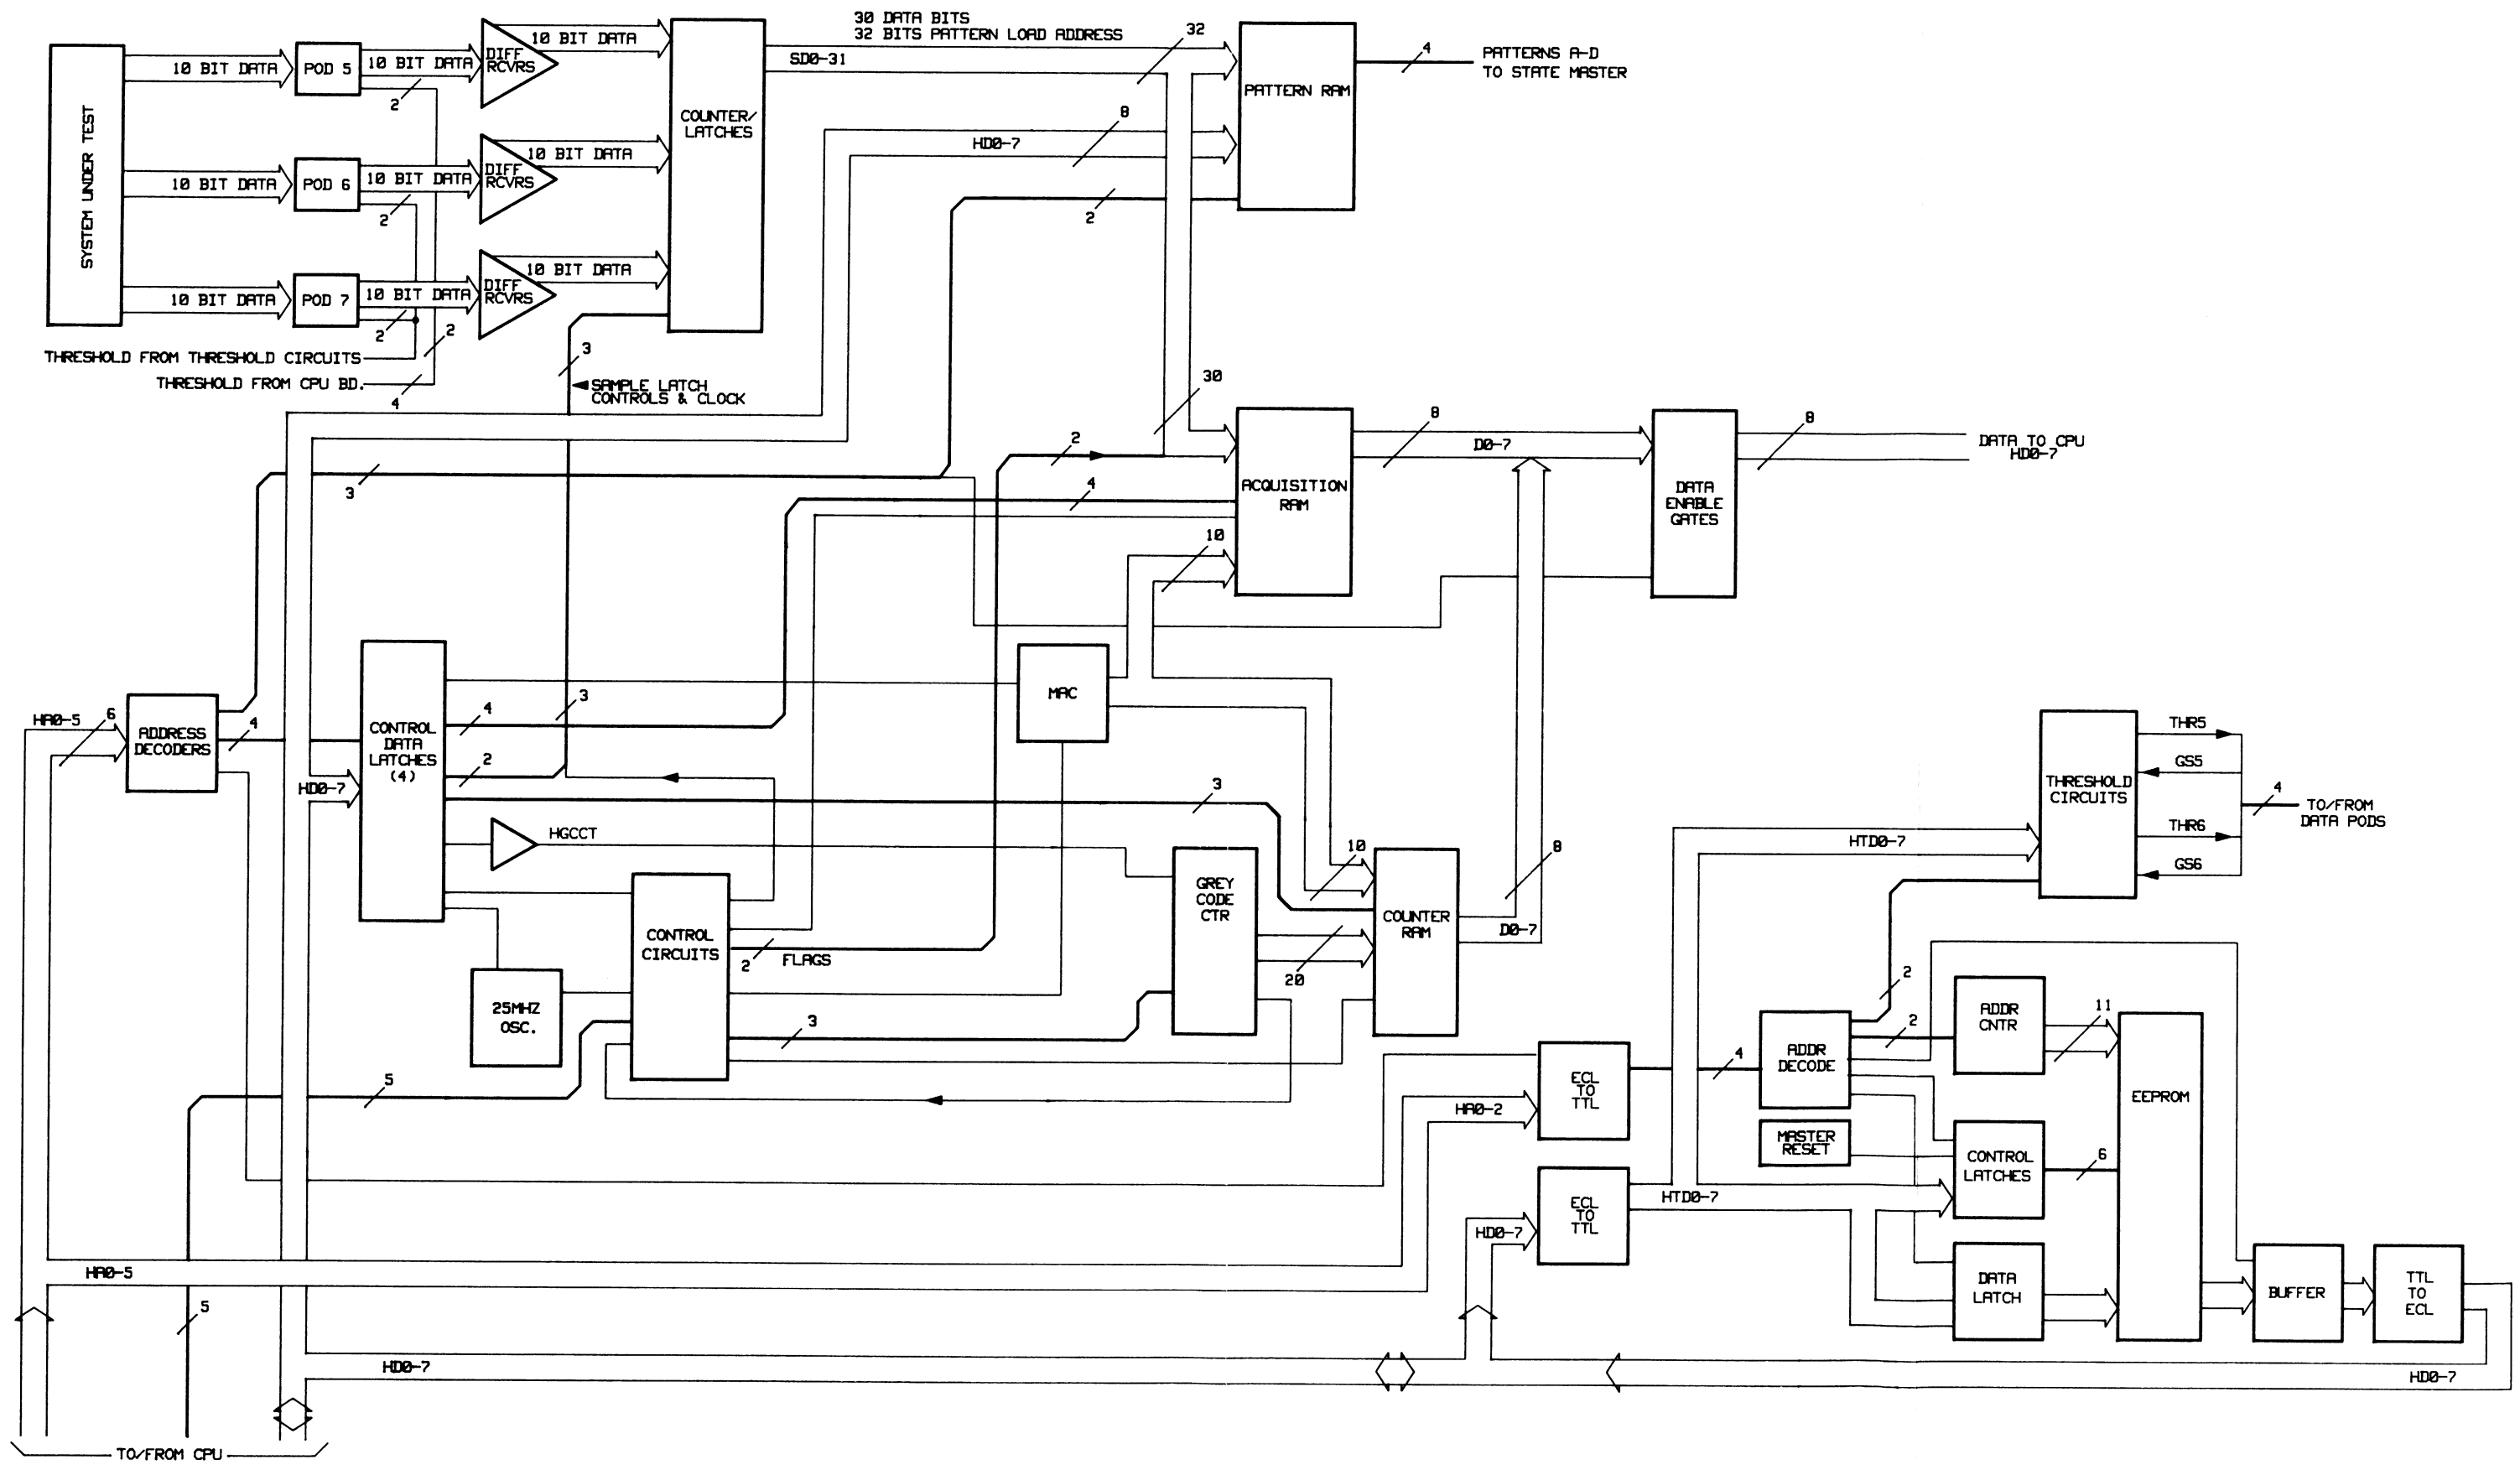 30 DATA BITS
32 BITS PATTERN LOAD ADDRESS
SD0-31
32
SYSTEM UNDER TEST
10 BIT DATA
POD 5
10 BIT DATA
2
DIFF
RCVRS
10 BIT DATA
10 BIT DATA
POD 6
10 BIT DATA
2
DIFF
RCVRS
10 BIT DATA
10 BIT DATA
POD 7
10 BIT DATA
2
2
DIFF
RCVRS
10 BIT DATA
COUNTER/
LATCHES
HD0-7
8
2
PATTERN RAM
4
PATTERNS A-D
TO STATE MASTER
THRESHOLD FROM THRESHOLD CIRCUITS
THRESHOLD FROM CPU BD.
4
3
SAMPLE LATCH
CONTROLS & CLOCK
30
3
2
4
10
ACQUISITION
RAM
8
D0-7
DATA
ENABLE
GATES
8
DATA TO CPU
HD0-7
HA0-5
6
ADDRESS
DECODERS
4
HD0-7
CONTROL
DATA
LATCHES
(4)
4
3
2
HGCCT
MAC
3
10
8
GREY
CODE
CTR
20
COUNTER
RAM
D0-7
CONTROL
CIRCUITS
2
FLAGS
3
25MHZ
OSC.
5
THRESHOLD
CIRCUITS
THR5
GS5
THR6
GS6
4
TO/FROM
DATA PODS
HTD0-7
2
2
ECL
TO
TTL
HA0-2
4
ADDR
DECODE
ADDR
CNTR
11
EEPROM
MASTER
RESET
CONTROL
LATCHES
6
ECL
TO
TTL
HTD0-7
HD0-7
DATA
LATCH
BUFFER
TTL
TO
ECL
HA0-5
5
HD0-7
HD0-7
TO/FROM CPU